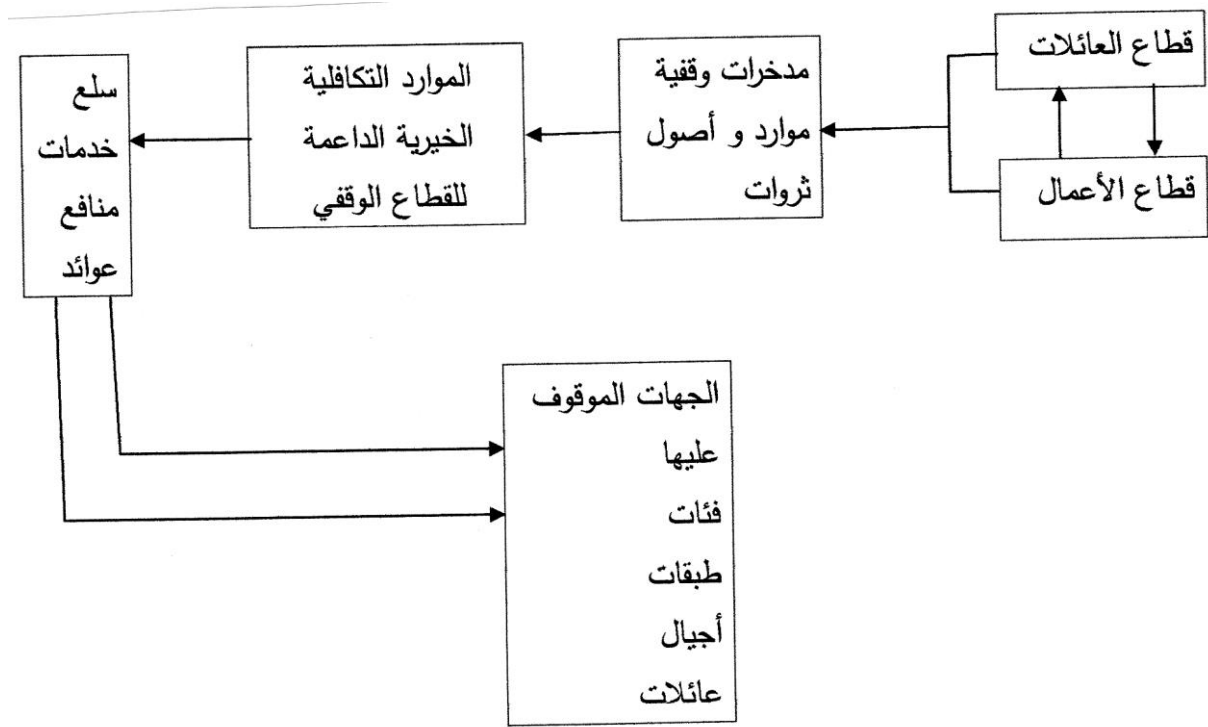 قطاع العائلات
قطاع الأعمال
مدخرات وقفية
موارد و أصول
ثروات
الموارد التكافلية
الخيرية الداعمة
للقطاع الوقفي
سلع
خدمات
منافع
عوائد
الجهات الموقوف
عليها
فئات
طبقات
أجيال
عائلات